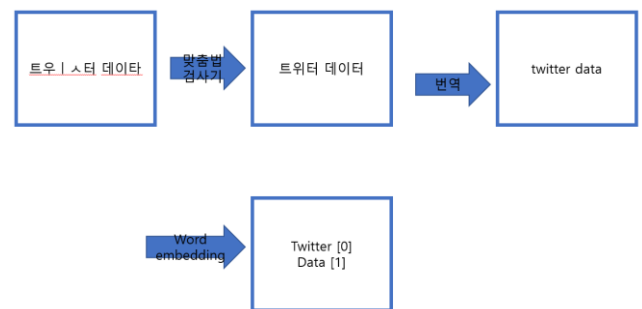 트우ㅣㅅ터 데이타
맞춤법
검사기
트위터 데이터
번역
twitter data
Word
embedding
Twitter [0]
Data [1]